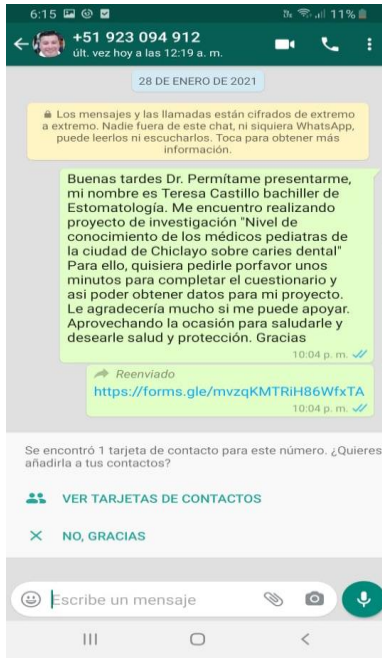 6:15 11%
+51 923 094 912
últ. vez hoy a las 12:19 a. m.
28 DE ENERO DE 2021
Los mensajes y las llamadas están cifrados de extremo
a extremo. Nadie fuera de este chat, ni siquiera WhatsApp,
puede leerlos ni escucharlos. Toca para obtener más
información.
Buenas tardes Dr. Permítame presentarme,
mi nombre es Teresa Castillo bachiller de
Estomatología. Me encuentro realizando
proyecto de investigación "Nivel de
conocimiento de los médicos pediatras de
la ciudad de Chiclayo sobre caries dental"
Para ello, quisiera pedirle porfavor unos
minutos para completar el cuestionario y
asi poder obtener datos para mi proyecto.
Le agradecería mucho si me puede apoyar.
Aprovechando la ocasión para saludarle y
desearle salud y protección. Gracias
10:04 p. m.
Reenviado
https://forms.gle/mvzqKMTRiH86WfxTA
10:04 p. m.
Se encontró 1 tarjeta de contacto para este número. ¿Quieres
añadirla a tus contactos?
VER TARJETAS DE CONTACTOS
NO, GRACIAS
Escribe un mensaje